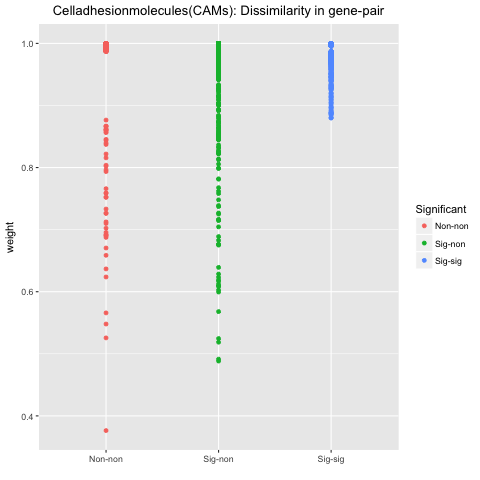 Celladhesionmolecules(CAMs): Dissimilarity in gene-pair
1.0
0.8
0.6
0.4
weight
Non-non
Sig-non
Sig-sig
Significant
Non-non
Sig-non
Sig-sig